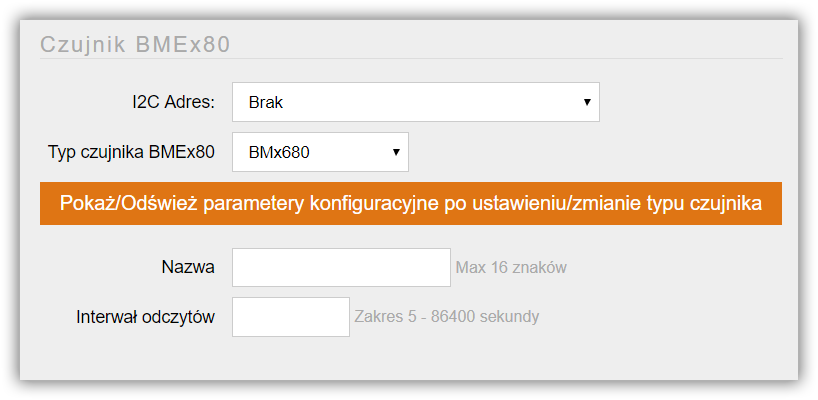 Czujnik BMEx80
I2C Adres: Brak
Typ czujnika BMEx80 BMx680
Pokaż/Odśwież parametery konfiguracyjne po ustawieniu/zmianie typu czujnika
Nazwa Max 16 znaków
Interwał odczytów Zakres 5 - 86400 sekundy